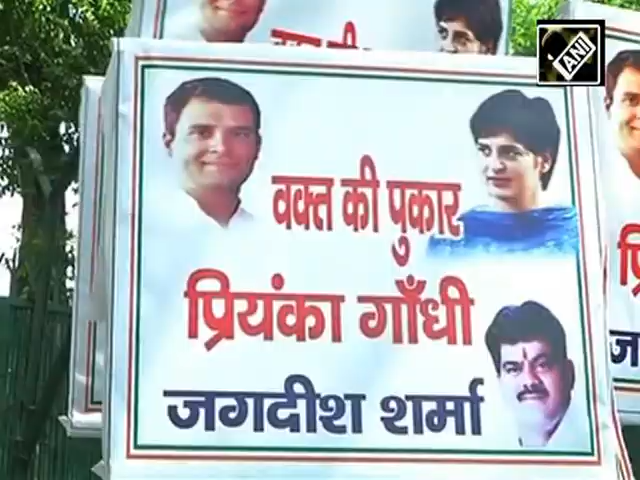 ANI
वक्त की पुकार
प्रियंका गाँधी
जगदीश शर्मा